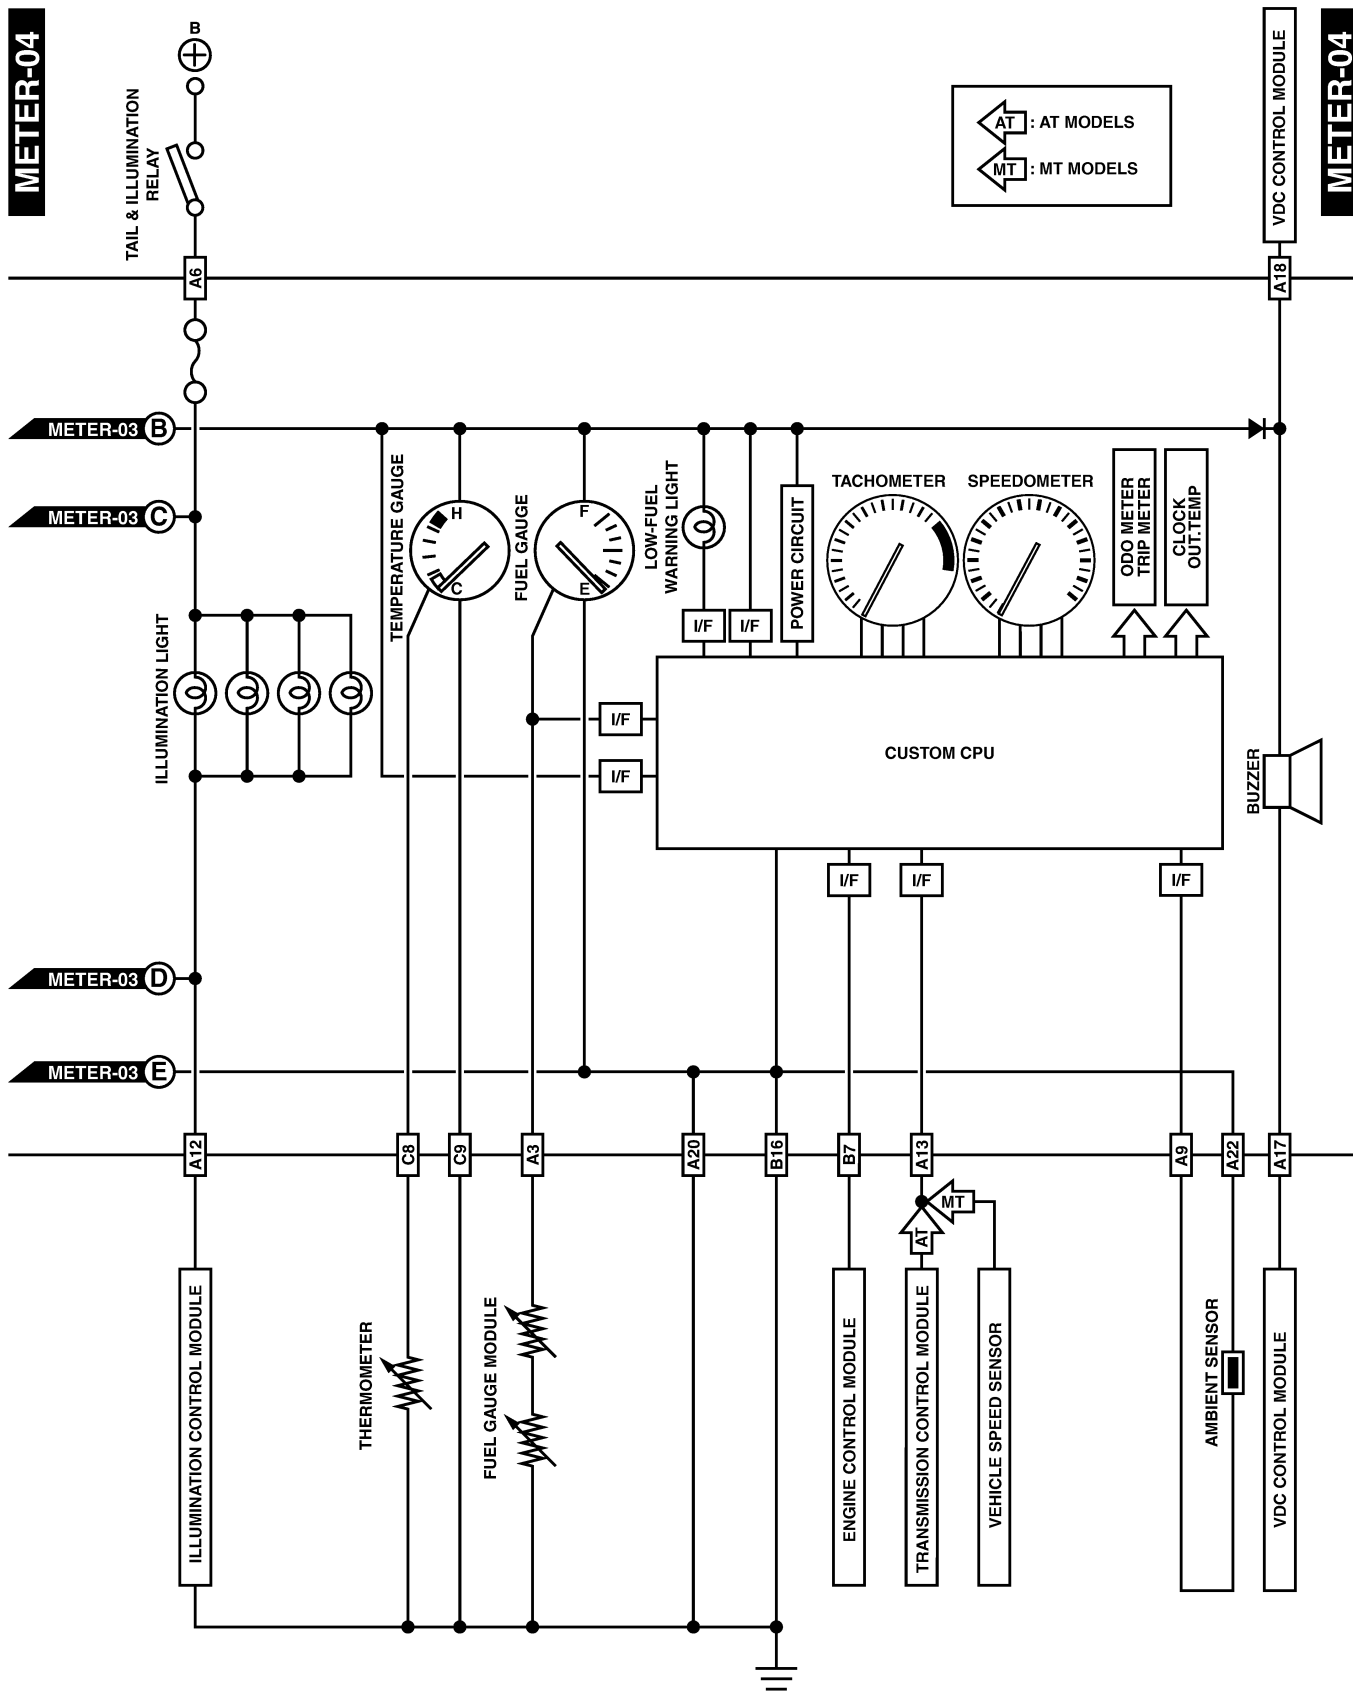 METER-04
B
TAIL & ILLUMINATION
RELAY
AT : AT MODELS
MT : MT MODELS
VDC CONTROL MODULE
METER-04
A6
A18
METER-03 B
METER-03 C
TEMPERATURE GAUGE
H
C
FUEL GAUGE
F
E
LOW-FUEL
WARNING LIGHT
I/F
I/F
POWER CIRCUIT
TACHOMETER
SPEEDOMETER
ODO METER
TRIP METER
CLOCK
OUT.TEMP
ILLUMINATION LIGHT
I/F
I/F
CUSTOM CPU
BUZZER
I/F
I/F
I/F
METER-03 D
METER-03 E
A12
C8
C9
A3
A20
B16
B7
A13
A9
A22
A17
MT
AT
ILLUMINATION CONTROL MODULE
THERMOMETER
FUEL GAUGE MODULE
ENGINE CONTROL MODULE
TRANSMISSION CONTROL MODULE
VEHICLE SPEED SENSOR
AMBIENT SENSOR
VDC CONTROL MODULE